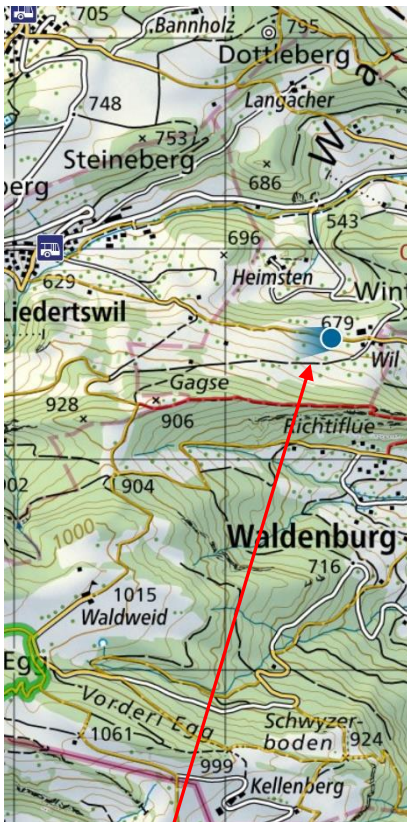 705
Bannholz
795
Dottleberg
Langacher
748
753
Steineberg
W
a
686
berg
543
696
Heimsten
629
Wint
Liedertswil
679
Wil
Gagse
928
906
Richtiflue
02
904
1000
Waldenburg
716
1015
Waldweid
Egg
Vorderi Egg
Schwyzer-
boden
924
1061
999
Kellenberg